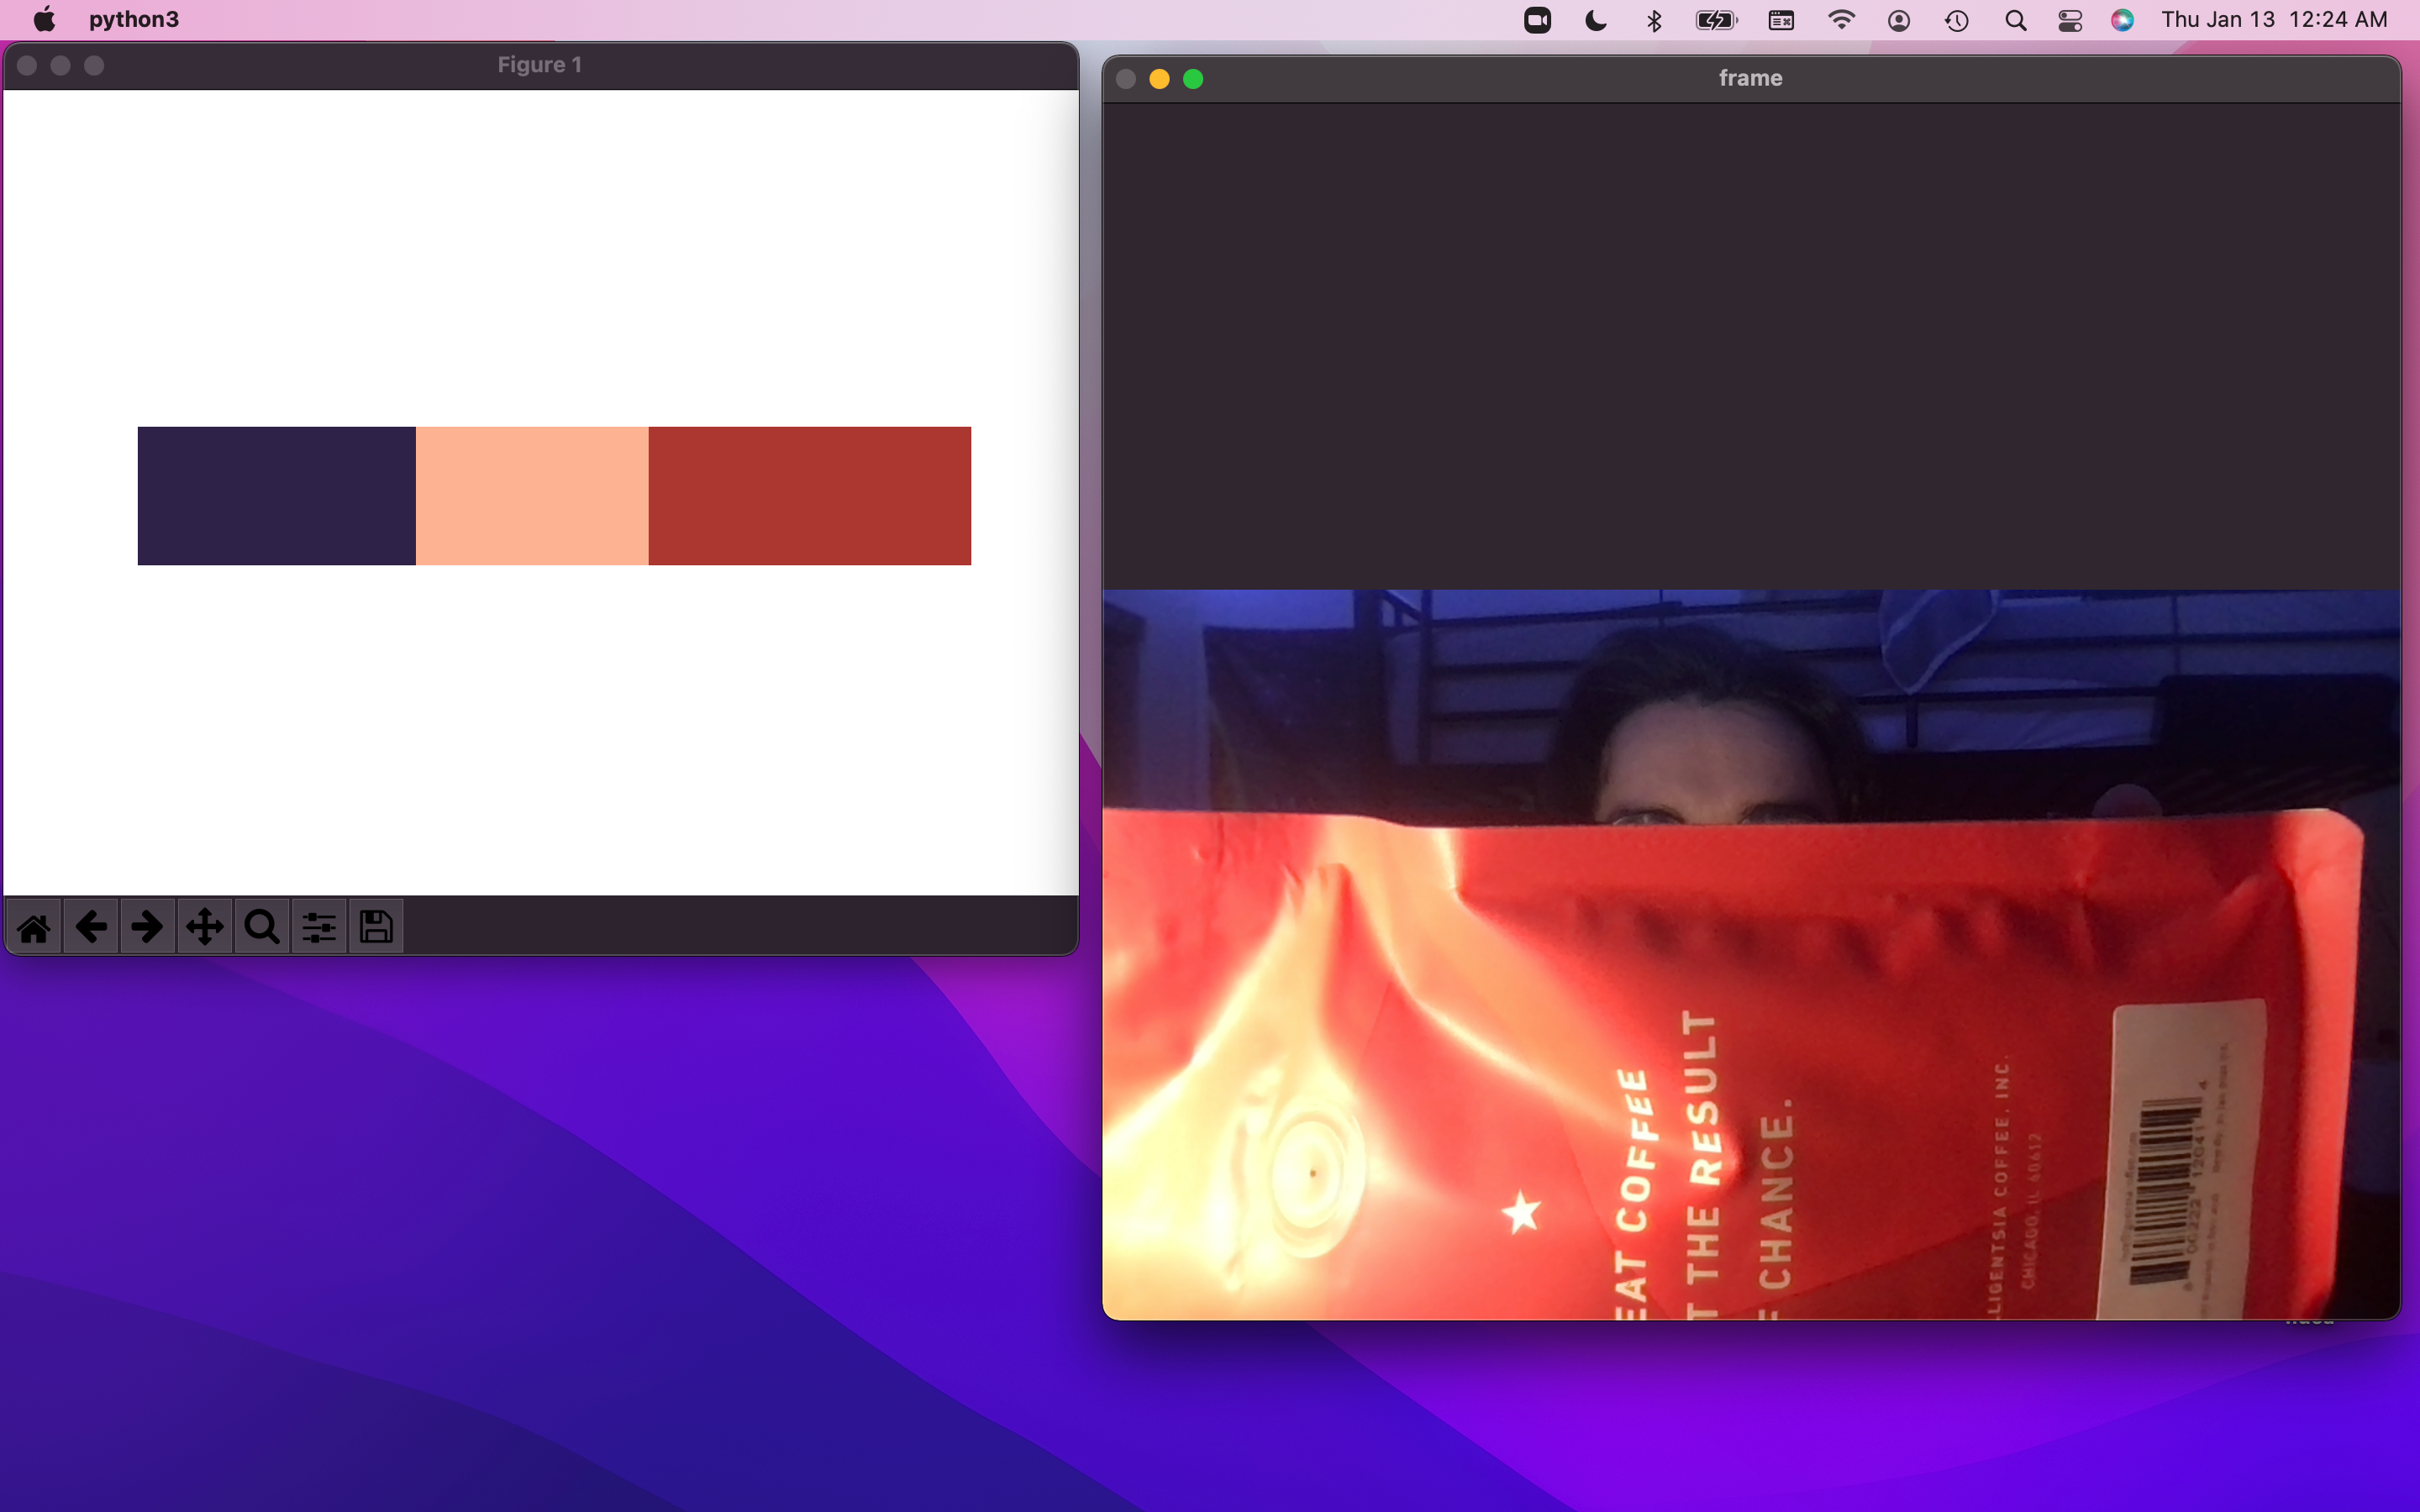 python3
Thu Jan 13 12:24 AM
Figure 1
frame
EAT COFFEE
T THE RESULT
F CHANCE.
LLIGENTSIA COFFEE, INC.
CHICAGO, IL 60612